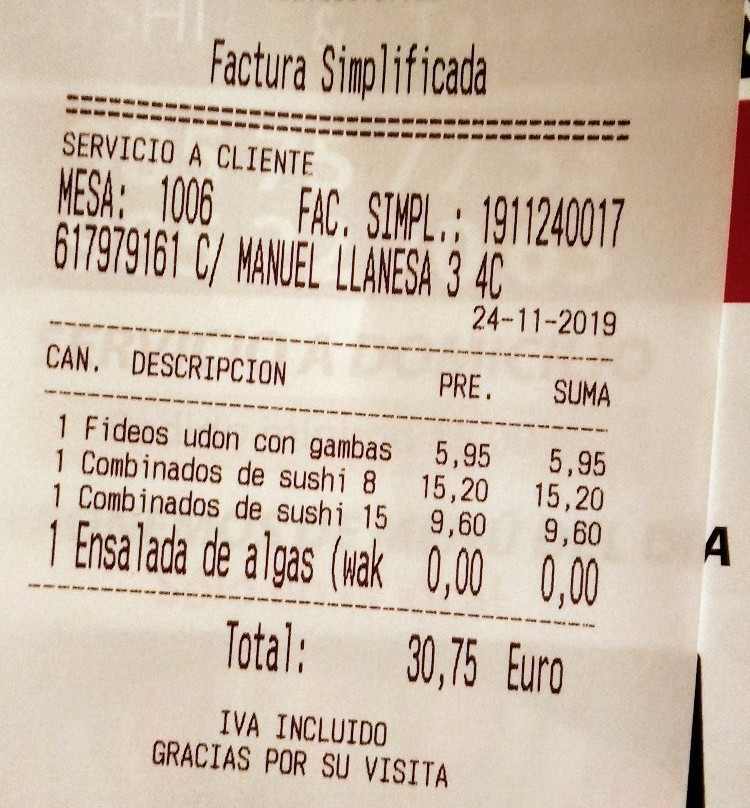 Factura Simplificada
SERVICIO A CLIENTE
MESA: 1006 FAC. SIMPL.: 1911240017
617979161 C/ MANUEL LLANESA 3 4C
24-11-2019
CAN. DESCRIPCION PRE. SUMA
1 Fideos udon con gambas 5,95 5,95
1 Combinados de sushi 8 15,20 15,20
1 Combinados de sushi 15 9,60 9,60
1 Ensalada de algas (wak 0,00 0,00
Total: 30,75 Euro
IVA INCLUIDO
GRACIAS POR SU VISITA
A